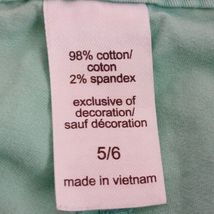 98% cotton/
coton
2% spandex
exclusive of
decoration/
sauf décoration
5/6
made in vietnam